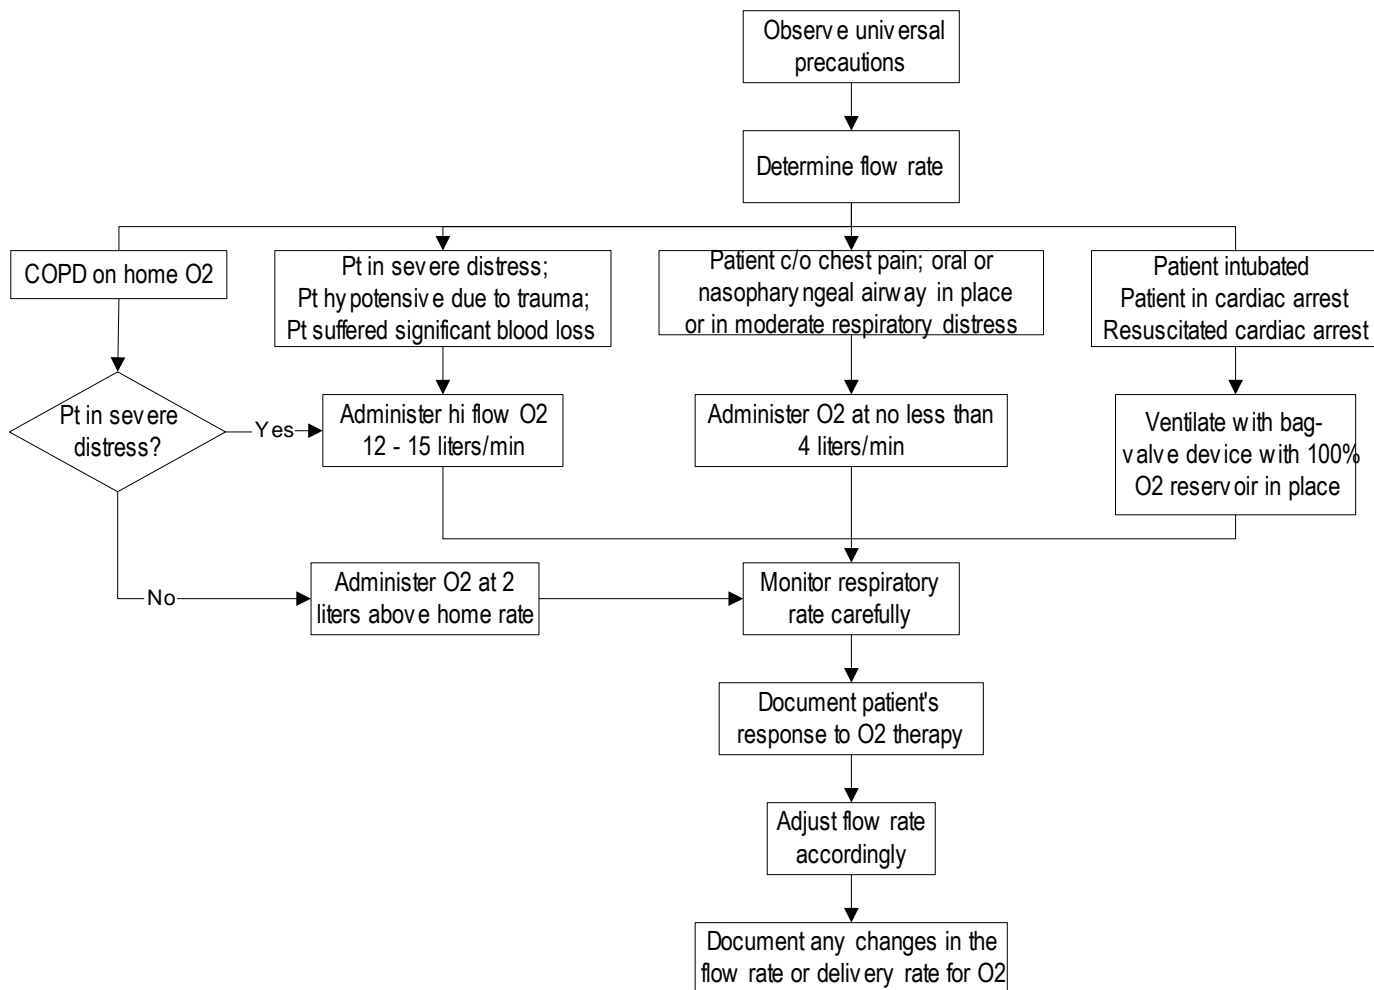 Observe universal
precautions
Determine flow rate
COPD on home O2
Pt in severe distress;
Pt hypotensive due to trauma;
Pt suffered significant blood loss
Patient c/o chest pain; oral or
nasopharyngeal airway in place
or in moderate respiratory distress
Patient intubated
Patient in cardiac arrest
Resuscitated cardiac arrest
Pt in severe
distress?
Yes
Administer hi flow O2
12 - 15 liters/min
Administer O2 at no less than
4 liters/min
Ventilate with bag-
valve device with 100%
O2 reservoir in place
No
Administer O2 at 2
liters above home rate
Monitor respiratory
rate carefully
Document patient's
response to O2 therapy
Adjust flow rate
accordingly
Document any changes in the
flow rate or delivery rate for O2